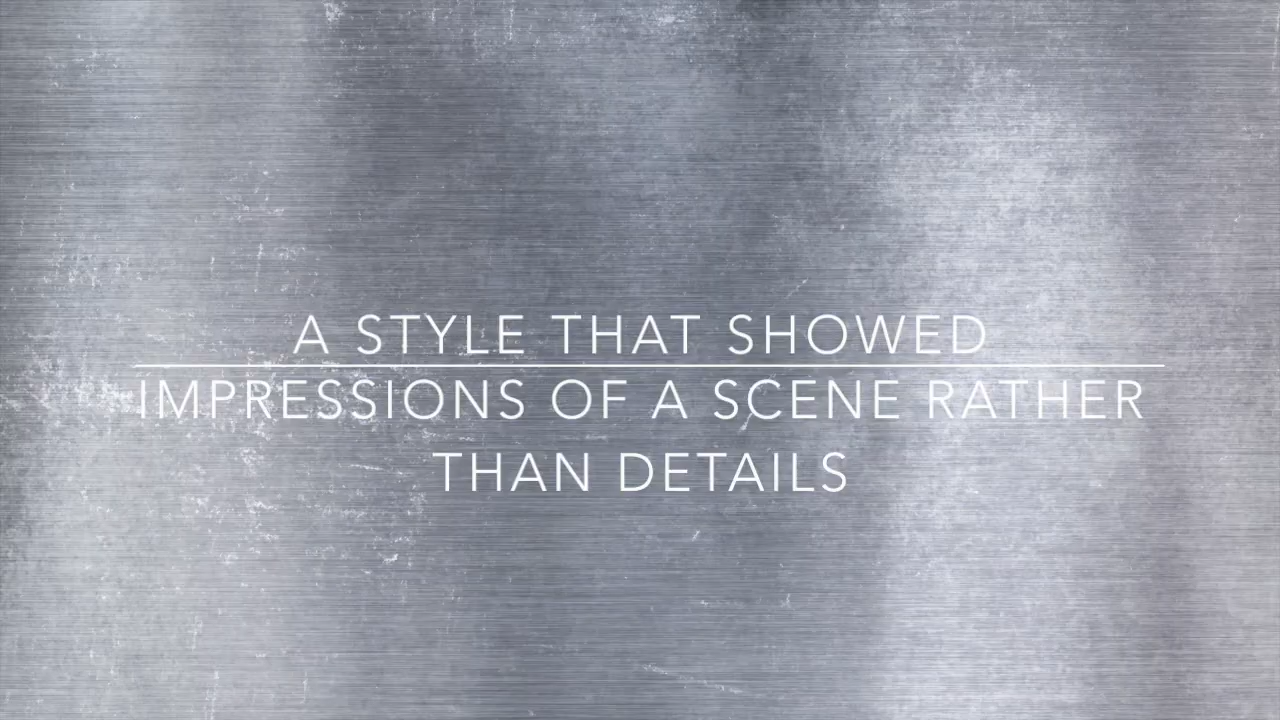 A STYLE THAT SHOWED
IMPRESSIONS OF A SCENE RATHER
THAN DETAILS